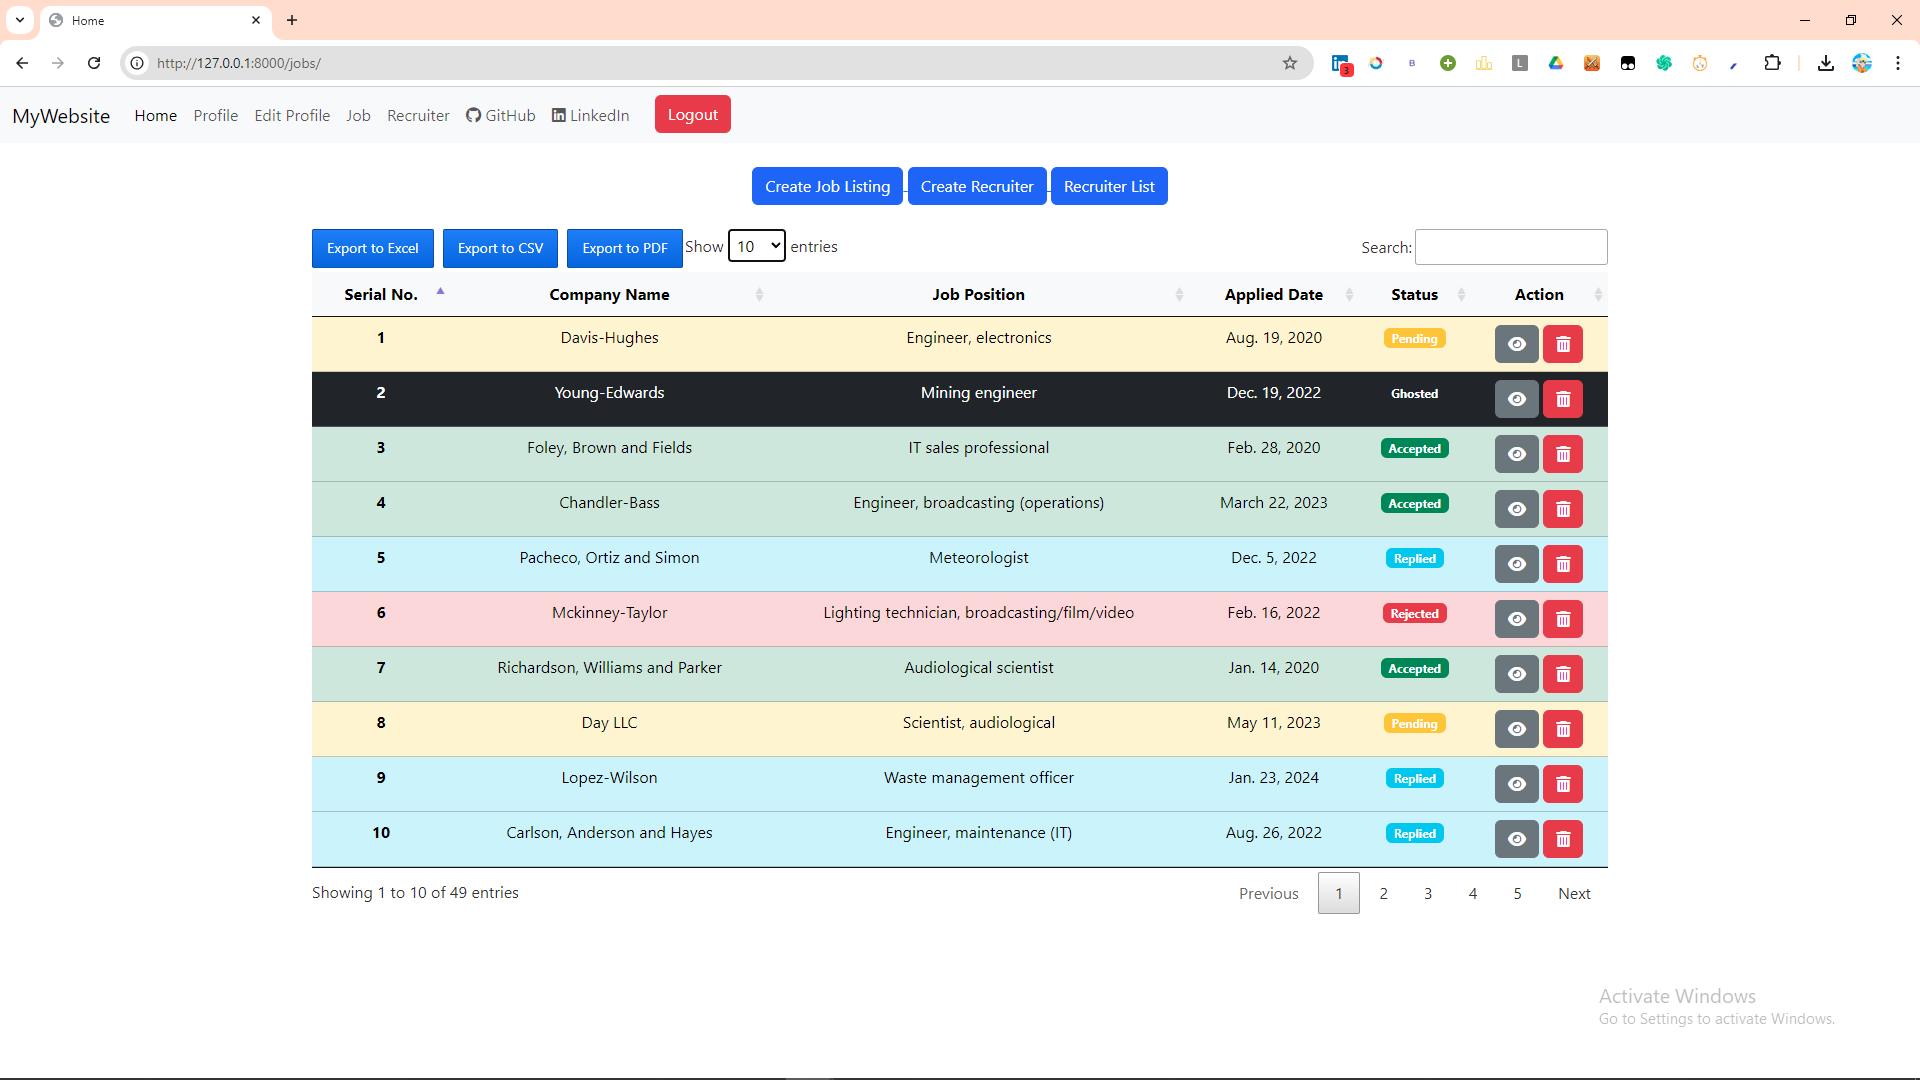 Home
http://127.0.0.1:8000/jobs/
3
B
L
MyWebsite Home Profile Edit Profile Job Recruiter GitHub LinkedIn Logout
Create Job Listing Create Recruiter Recruiter List
Export to Excel Export to CSV Export to PDF Show 10 entries Search:
Serial No. Company Name Job Position Applied Date Status Action
1 Davis-Hughes Engineer, electronics Aug. 19, 2020 Pending
2 Young-Edwards Mining engineer Dec. 19, 2022 Ghosted
3 Foley, Brown and Fields IT sales professional Feb. 28, 2020 Accepted
4 Chandler-Bass Engineer, broadcasting (operations) March 22, 2023 Accepted
5 Pacheco, Ortiz and Simon Meteorologist Dec. 5, 2022 Replied
6 Mckinney-Taylor Lighting technician, broadcasting/film/video Feb. 16, 2022 Rejected
7 Richardson, Williams and Parker Audiological scientist Jan. 14, 2020 Accepted
8 Day LLC Scientist, audiological May 11, 2023 Pending
9 Lopez-Wilson Waste management officer Jan. 23, 2024 Replied
10 Carlson, Anderson and Hayes Engineer, maintenance (IT) Aug. 26, 2022 Replied
Showing 1 to 10 of 49 entries Previous 1 2 3 4 5 Next
Activate Windows
Go to Settings to activate Windows.